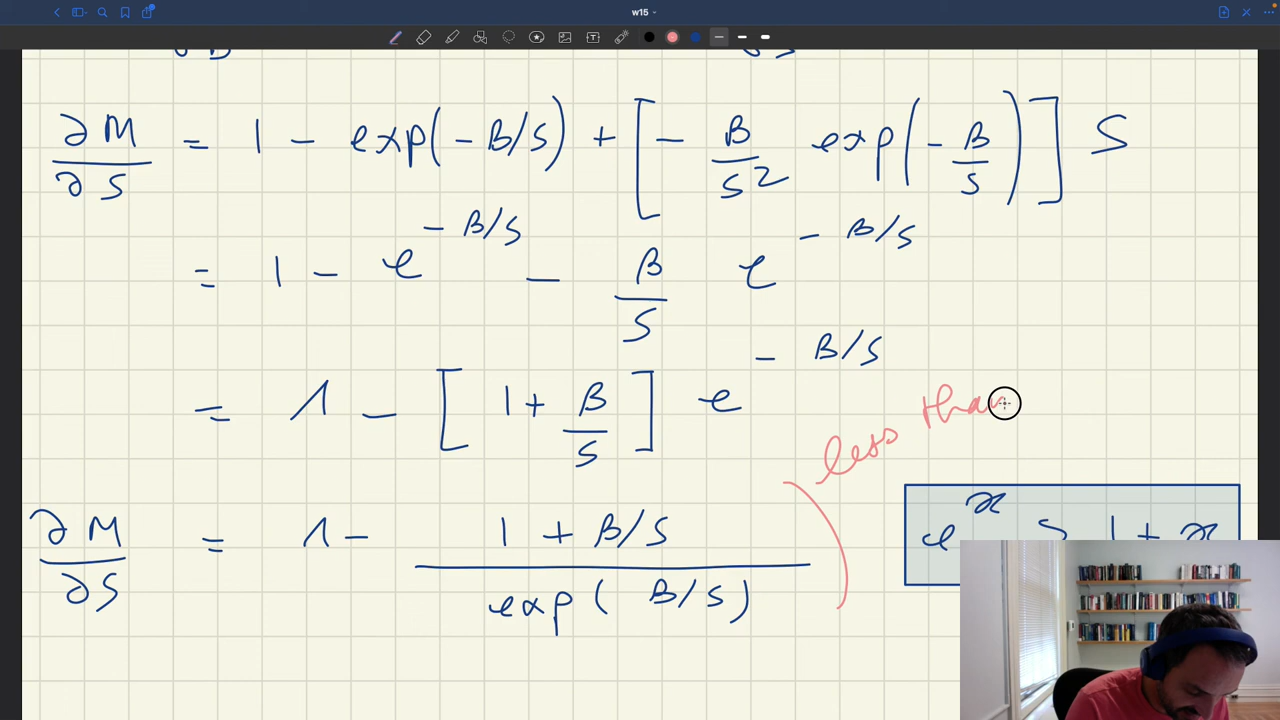 w15
∂B ∂S
∂M/∂S = 1 - exp(-B/S) + [- B/S² exp(-B/S)] S
= 1 - e^{-B/S} - B/S e^{-B/S}
= 1 - [1 + B/S] e^{-B/S}
less than
∂M/∂S = 1 - (1 + B/S)/(exp(B/S))
e^x > 1 + x